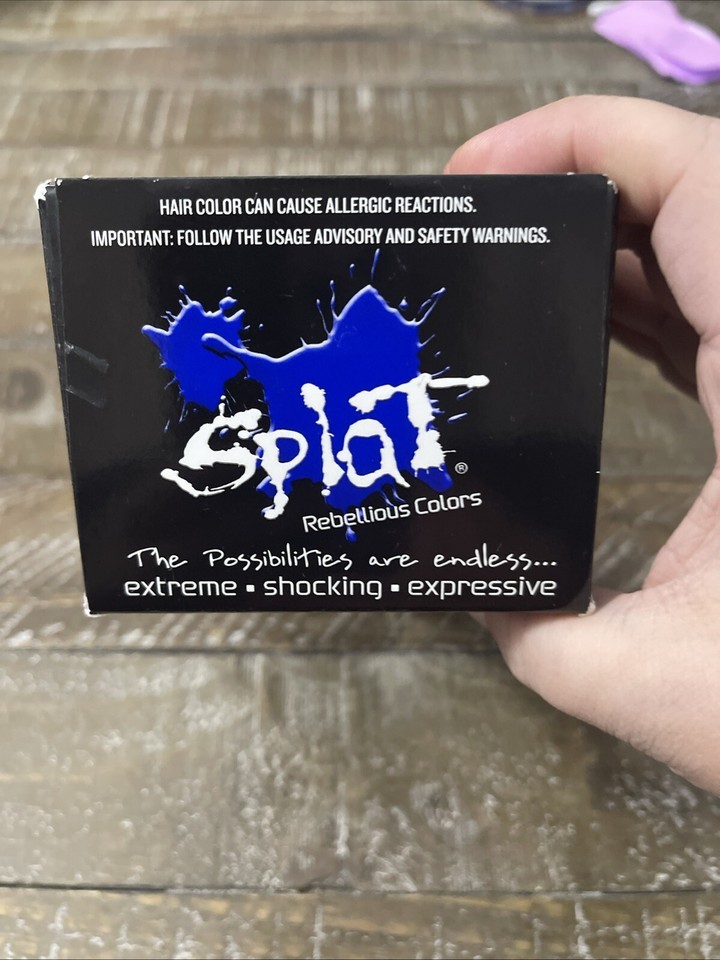 HAIR COLOR CAN CAUSE ALLERGIC REACTIONS.
IMPORTANT: FOLLOW THE USAGE ADVISORY AND SAFETY WARNINGS.
Splat®
Rebellious Colors
The Possibilities are endless...
extreme ▪ shocking ▪ expressive